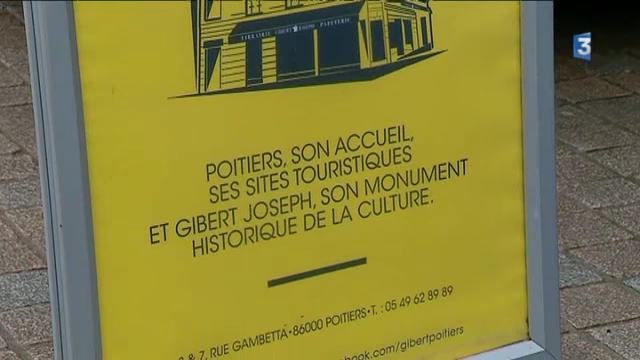 3
LIBRAIRIE GIBERT JOSEPH PAPETERIE
POITIERS, SON ACCUEIL,
SES SITES TOURISTIQUES
ET GIBERT JOSEPH, SON MONUMENT
HISTORIQUE DE LA CULTURE.
& 7, RUE GAMBETTA • 86000 POITIERS • T. : 05 49 62 89 89
book.com/gibertpoitiers